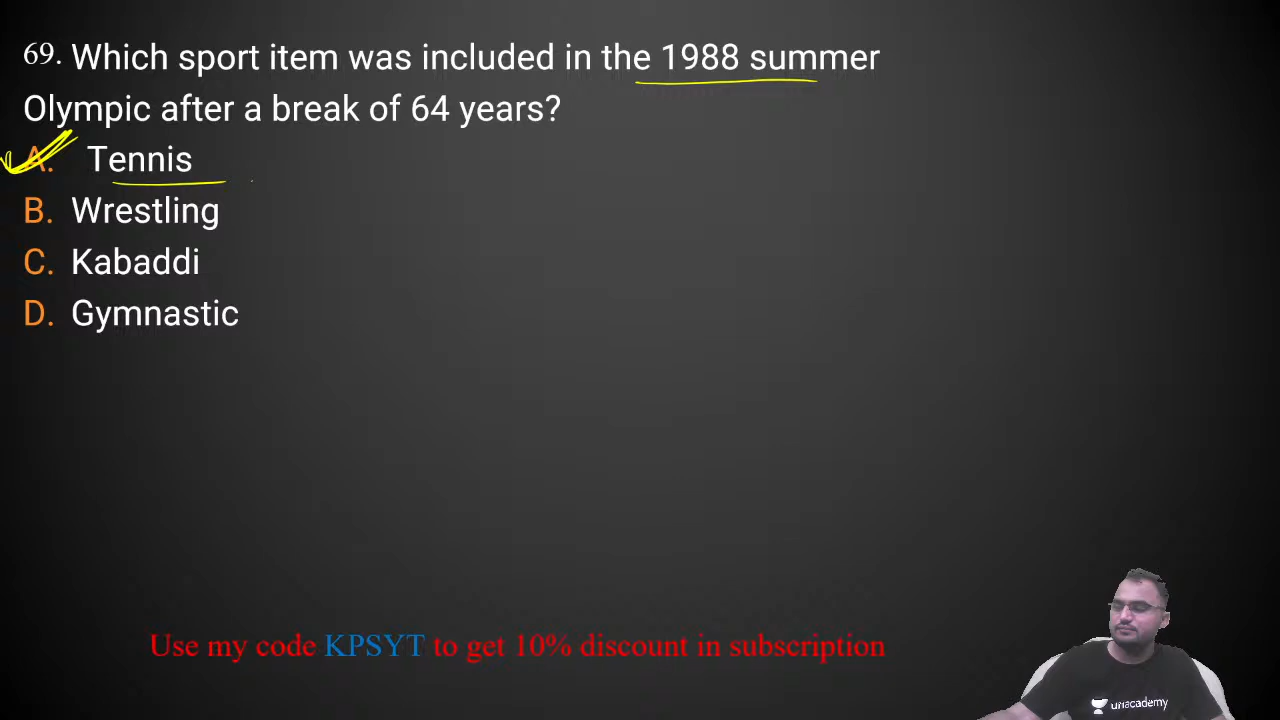 69. Which sport item was included in the 1988 summer
Olympic after a break of 64 years?
A. Tennis
B. Wrestling
C. Kabaddi
D. Gymnastic
Use my code KPSYT to get 10% discount in subscription
unacademy